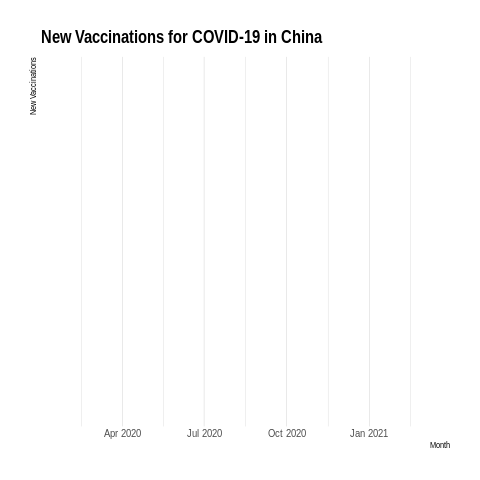 New Vaccinations for COVID-19 in China
New Vaccinations
Apr 2020 Jul 2020 Oct 2020 Jan 2021
Month